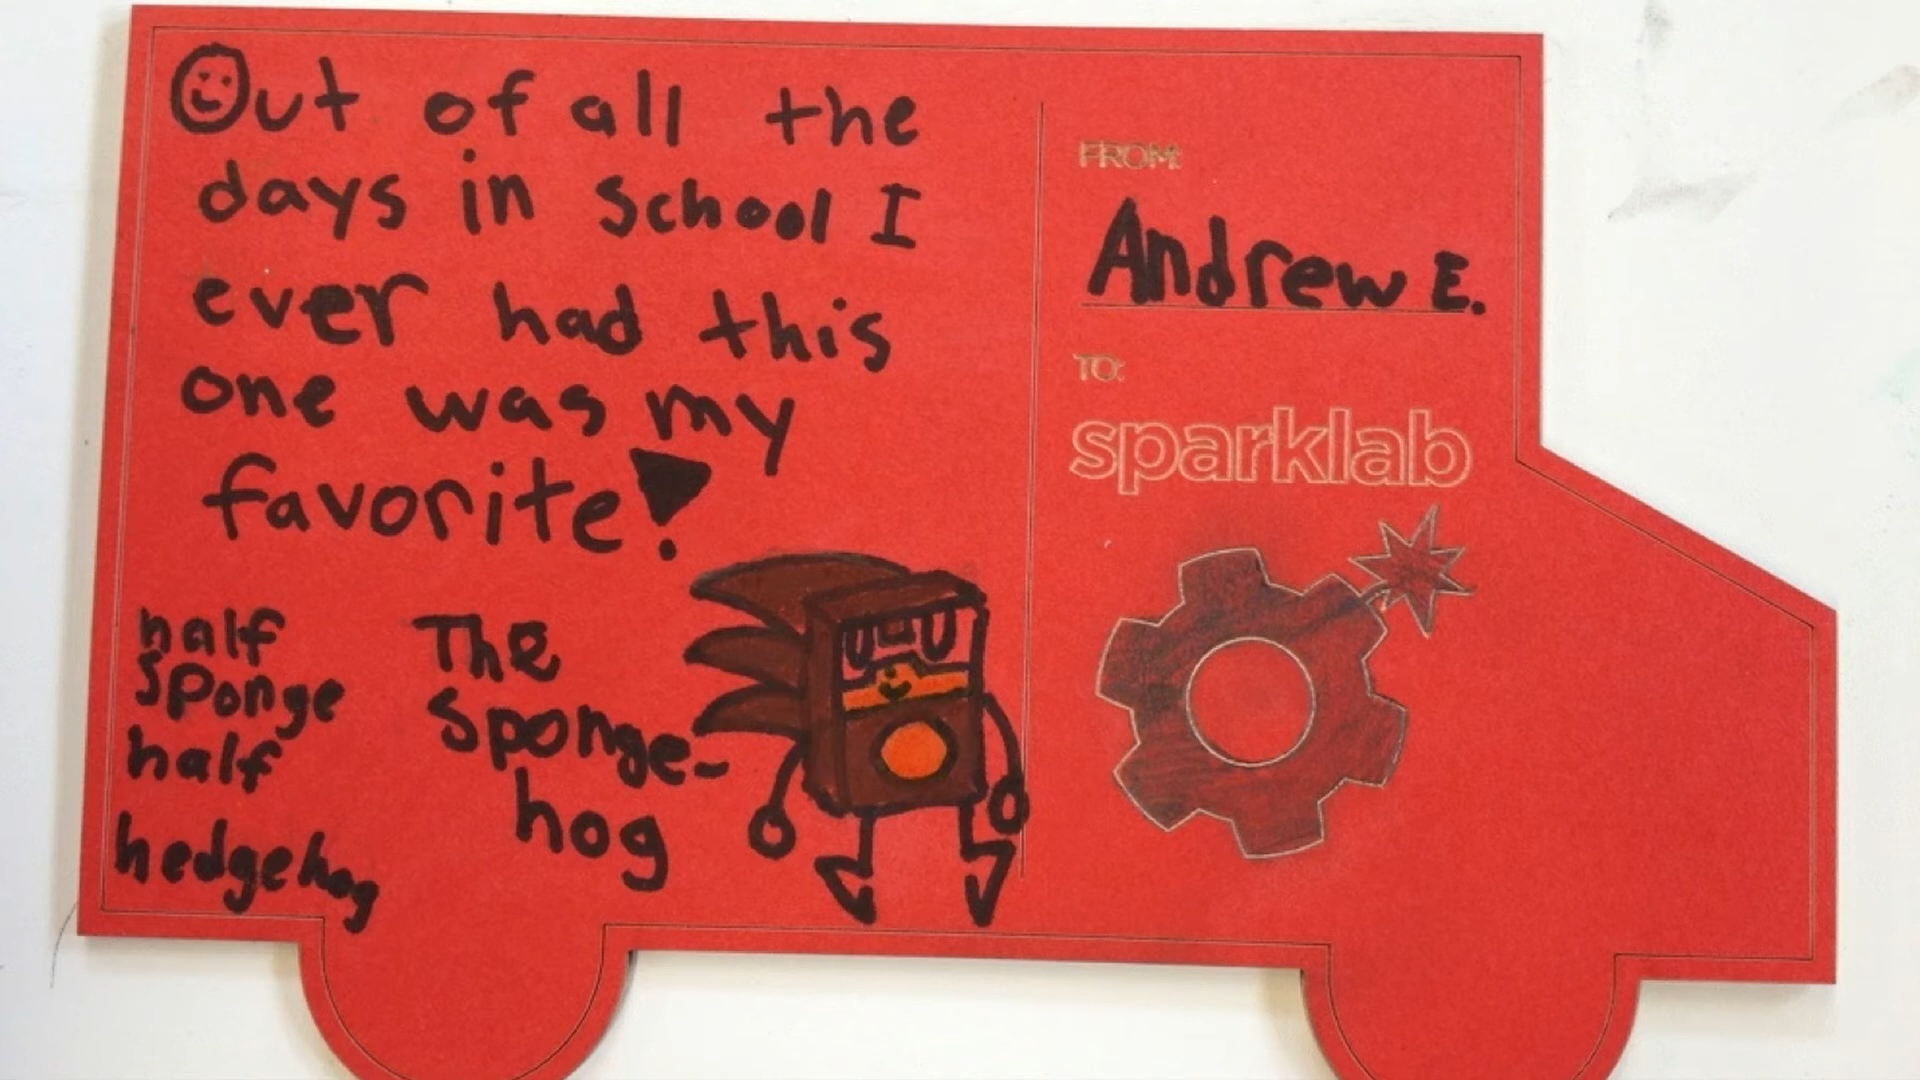 Out of all the
days in School I
ever had this
one was my
favorite!
half
sponge
half
hedgehog
The
Sponge-
hog
FROM:
Andrew E.
TO:
sparklab